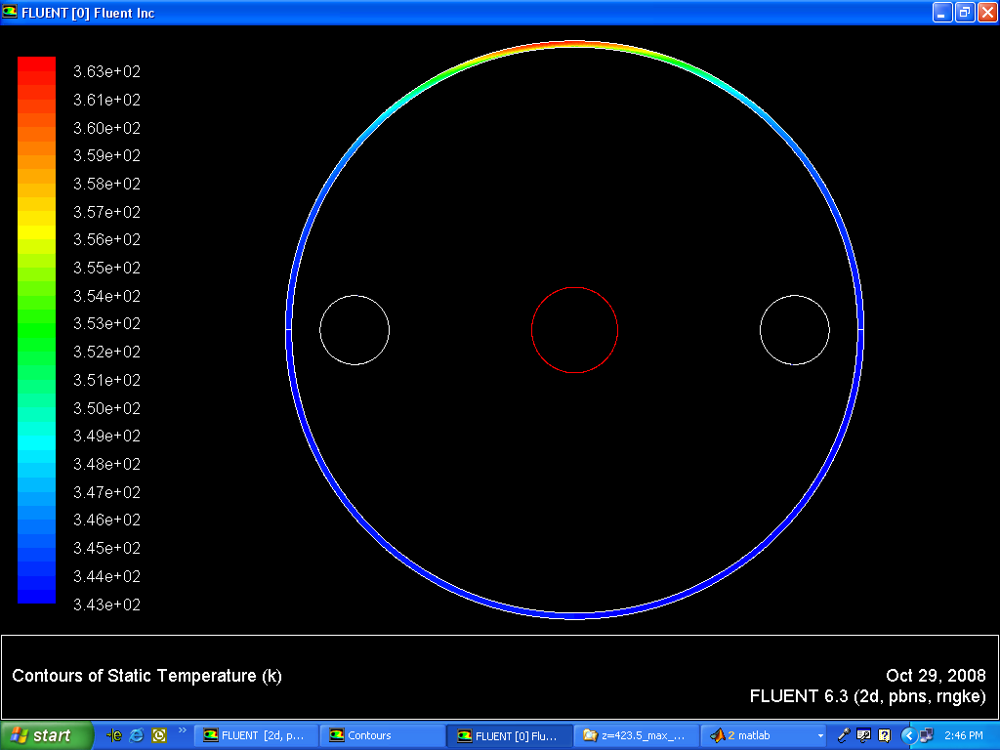 FLUENT [0] Fluent Inc
3.63e+02
3.61e+02
3.60e+02
3.59e+02
3.58e+02
3.57e+02
3.56e+02
3.55e+02
3.54e+02
3.53e+02
3.52e+02
3.51e+02
3.50e+02
3.49e+02
3.48e+02
3.47e+02
3.46e+02
3.45e+02
3.44e+02
3.43e+02
Contours of Static Temperature (k)
Oct 29, 2008
FLUENT 6.3 (2d, pbns, rngke)
start
FLUENT [2d, p...
Contours
FLUENT [0] Flu...
z=423.5_max_...
2 matlab
2:46 PM